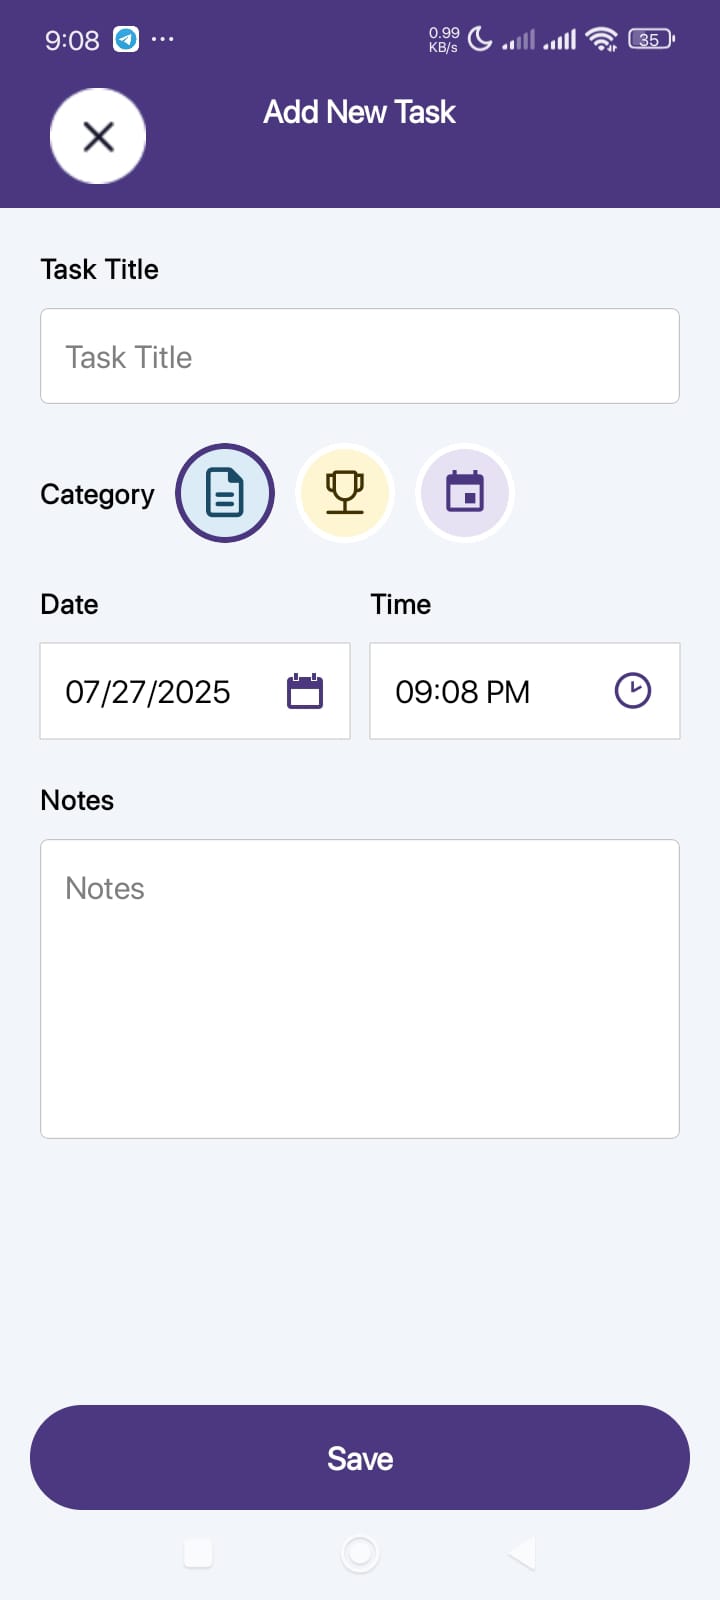 9:08
0.99
KB/s
35
Add New Task
Task Title
Task Title
Category
Date
Time
07/27/2025
09:08 PM
Notes
Notes
Save